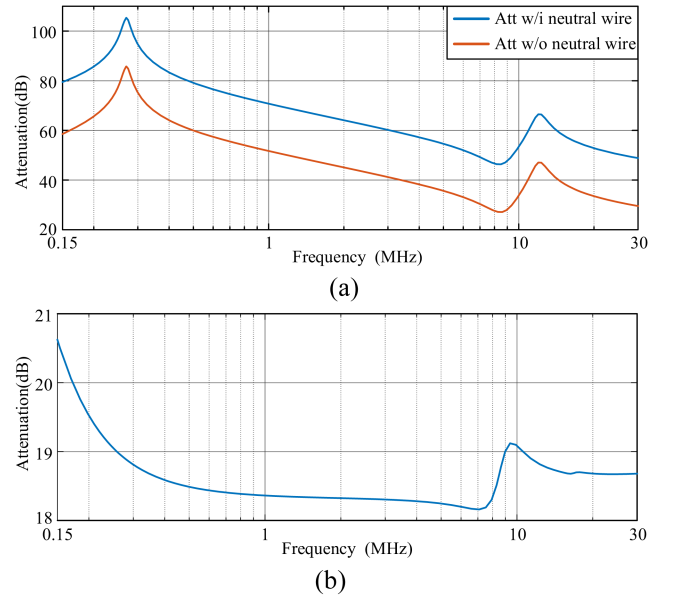 Att w/i neutral wire
Att w/o neutral wire
100
80
60
40
20
Attenuation(dB)
0.15 1 10 30
Frequency (MHz)
(a)
21
20
19
18
Attenuation(dB)
0.15 1 10 30
Frequency (MHz)
(b)